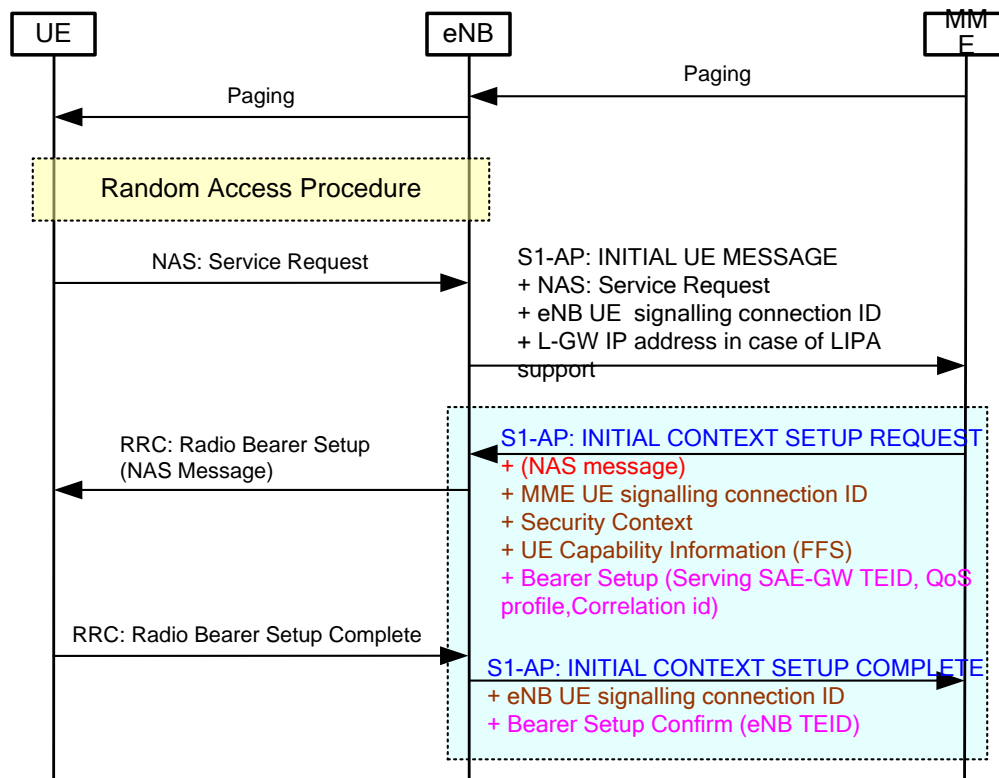 UE
eNB
MM
E
Paging
Paging
Random Access Procedure
NAS: Service Request
S1-AP: INITIAL UE MESSAGE
+ NAS: Service Request
+ eNB UE  signalling connection ID
+ L-GW IP address in case of LIPA
support
RRC: Radio Bearer Setup
(NAS Message)
S1-AP: INITIAL CONTEXT SETUP REQUEST
+ (NAS message)
+ MME UE signalling connection ID
+ Security Context
+ UE Capability Information (FFS)
+ Bearer Setup (Serving SAE-GW TEID, QoS
profile,Correlation id)
RRC: Radio Bearer Setup Complete
S1-AP: INITIAL CONTEXT SETUP COMPLETE
+ eNB UE signalling connection ID
+ Bearer Setup Confirm (eNB TEID)